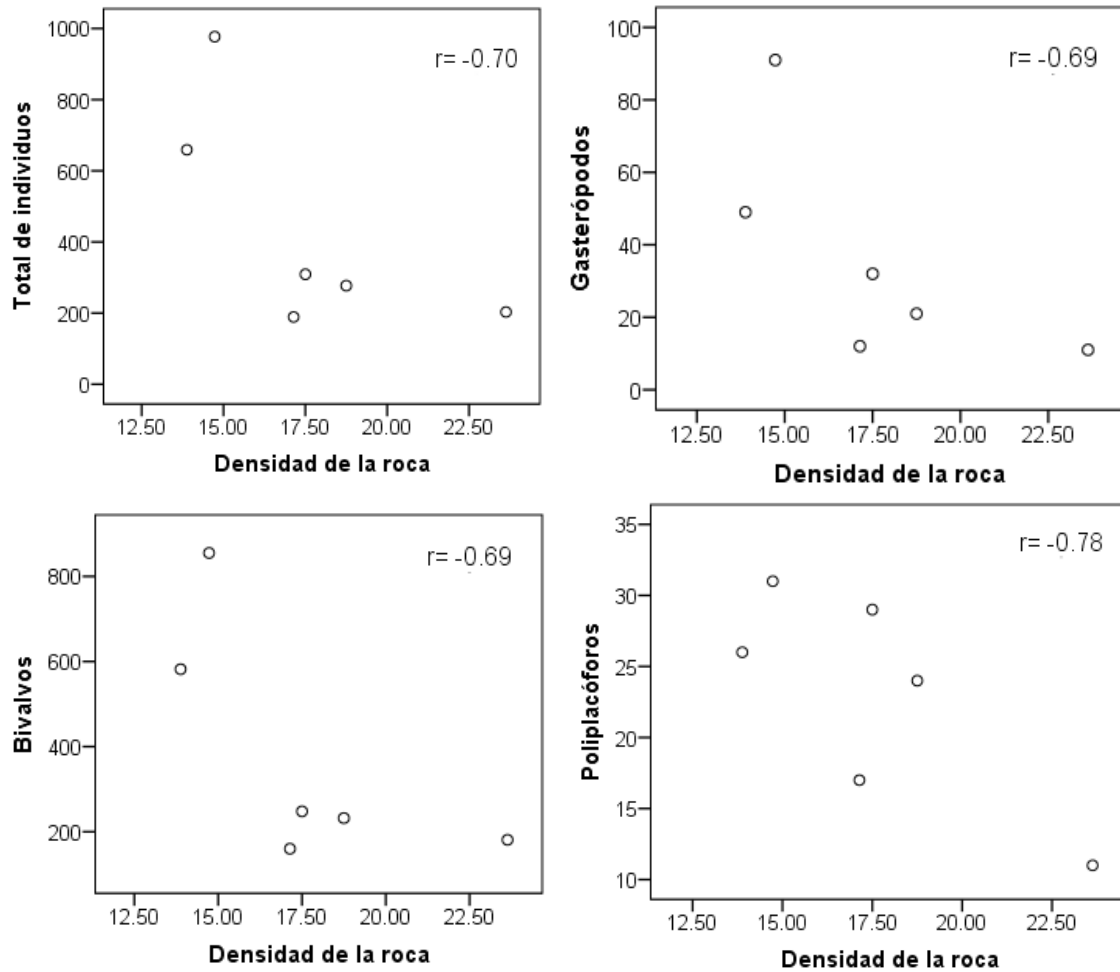 r= -0.70
Total de individuos
1000
800
600
400
200
0
12.50 15.00 17.50 20.00 22.50
Densidad de la roca
r= -0.69
Gasterópodos
100
80
60
40
20
0
12.50 15.00 17.50 20.00 22.50
Densidad de la roca
r= -0.69
Bivalvos
800
600
400
200
12.50 15.00 17.50 20.00 22.50
Densidad de la roca
r= -0.78
Poliplacóforos
35
30
25
20
15
10
12.50 15.00 17.50 20.00 22.50
Densidad de la roca